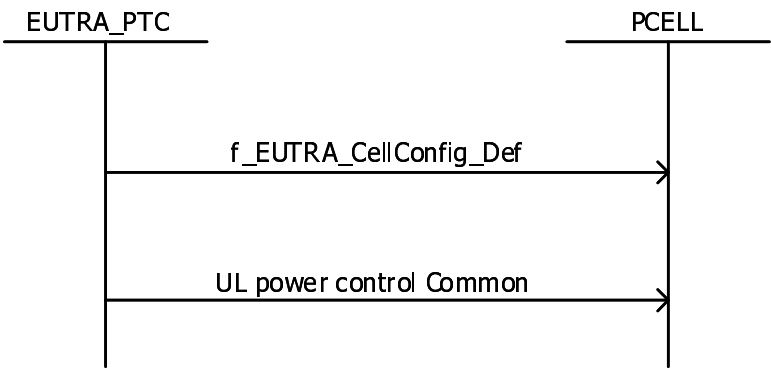 EUTRA_PTC
PCELL
f_EUTRA_CellConfig_Def
UL power control Common